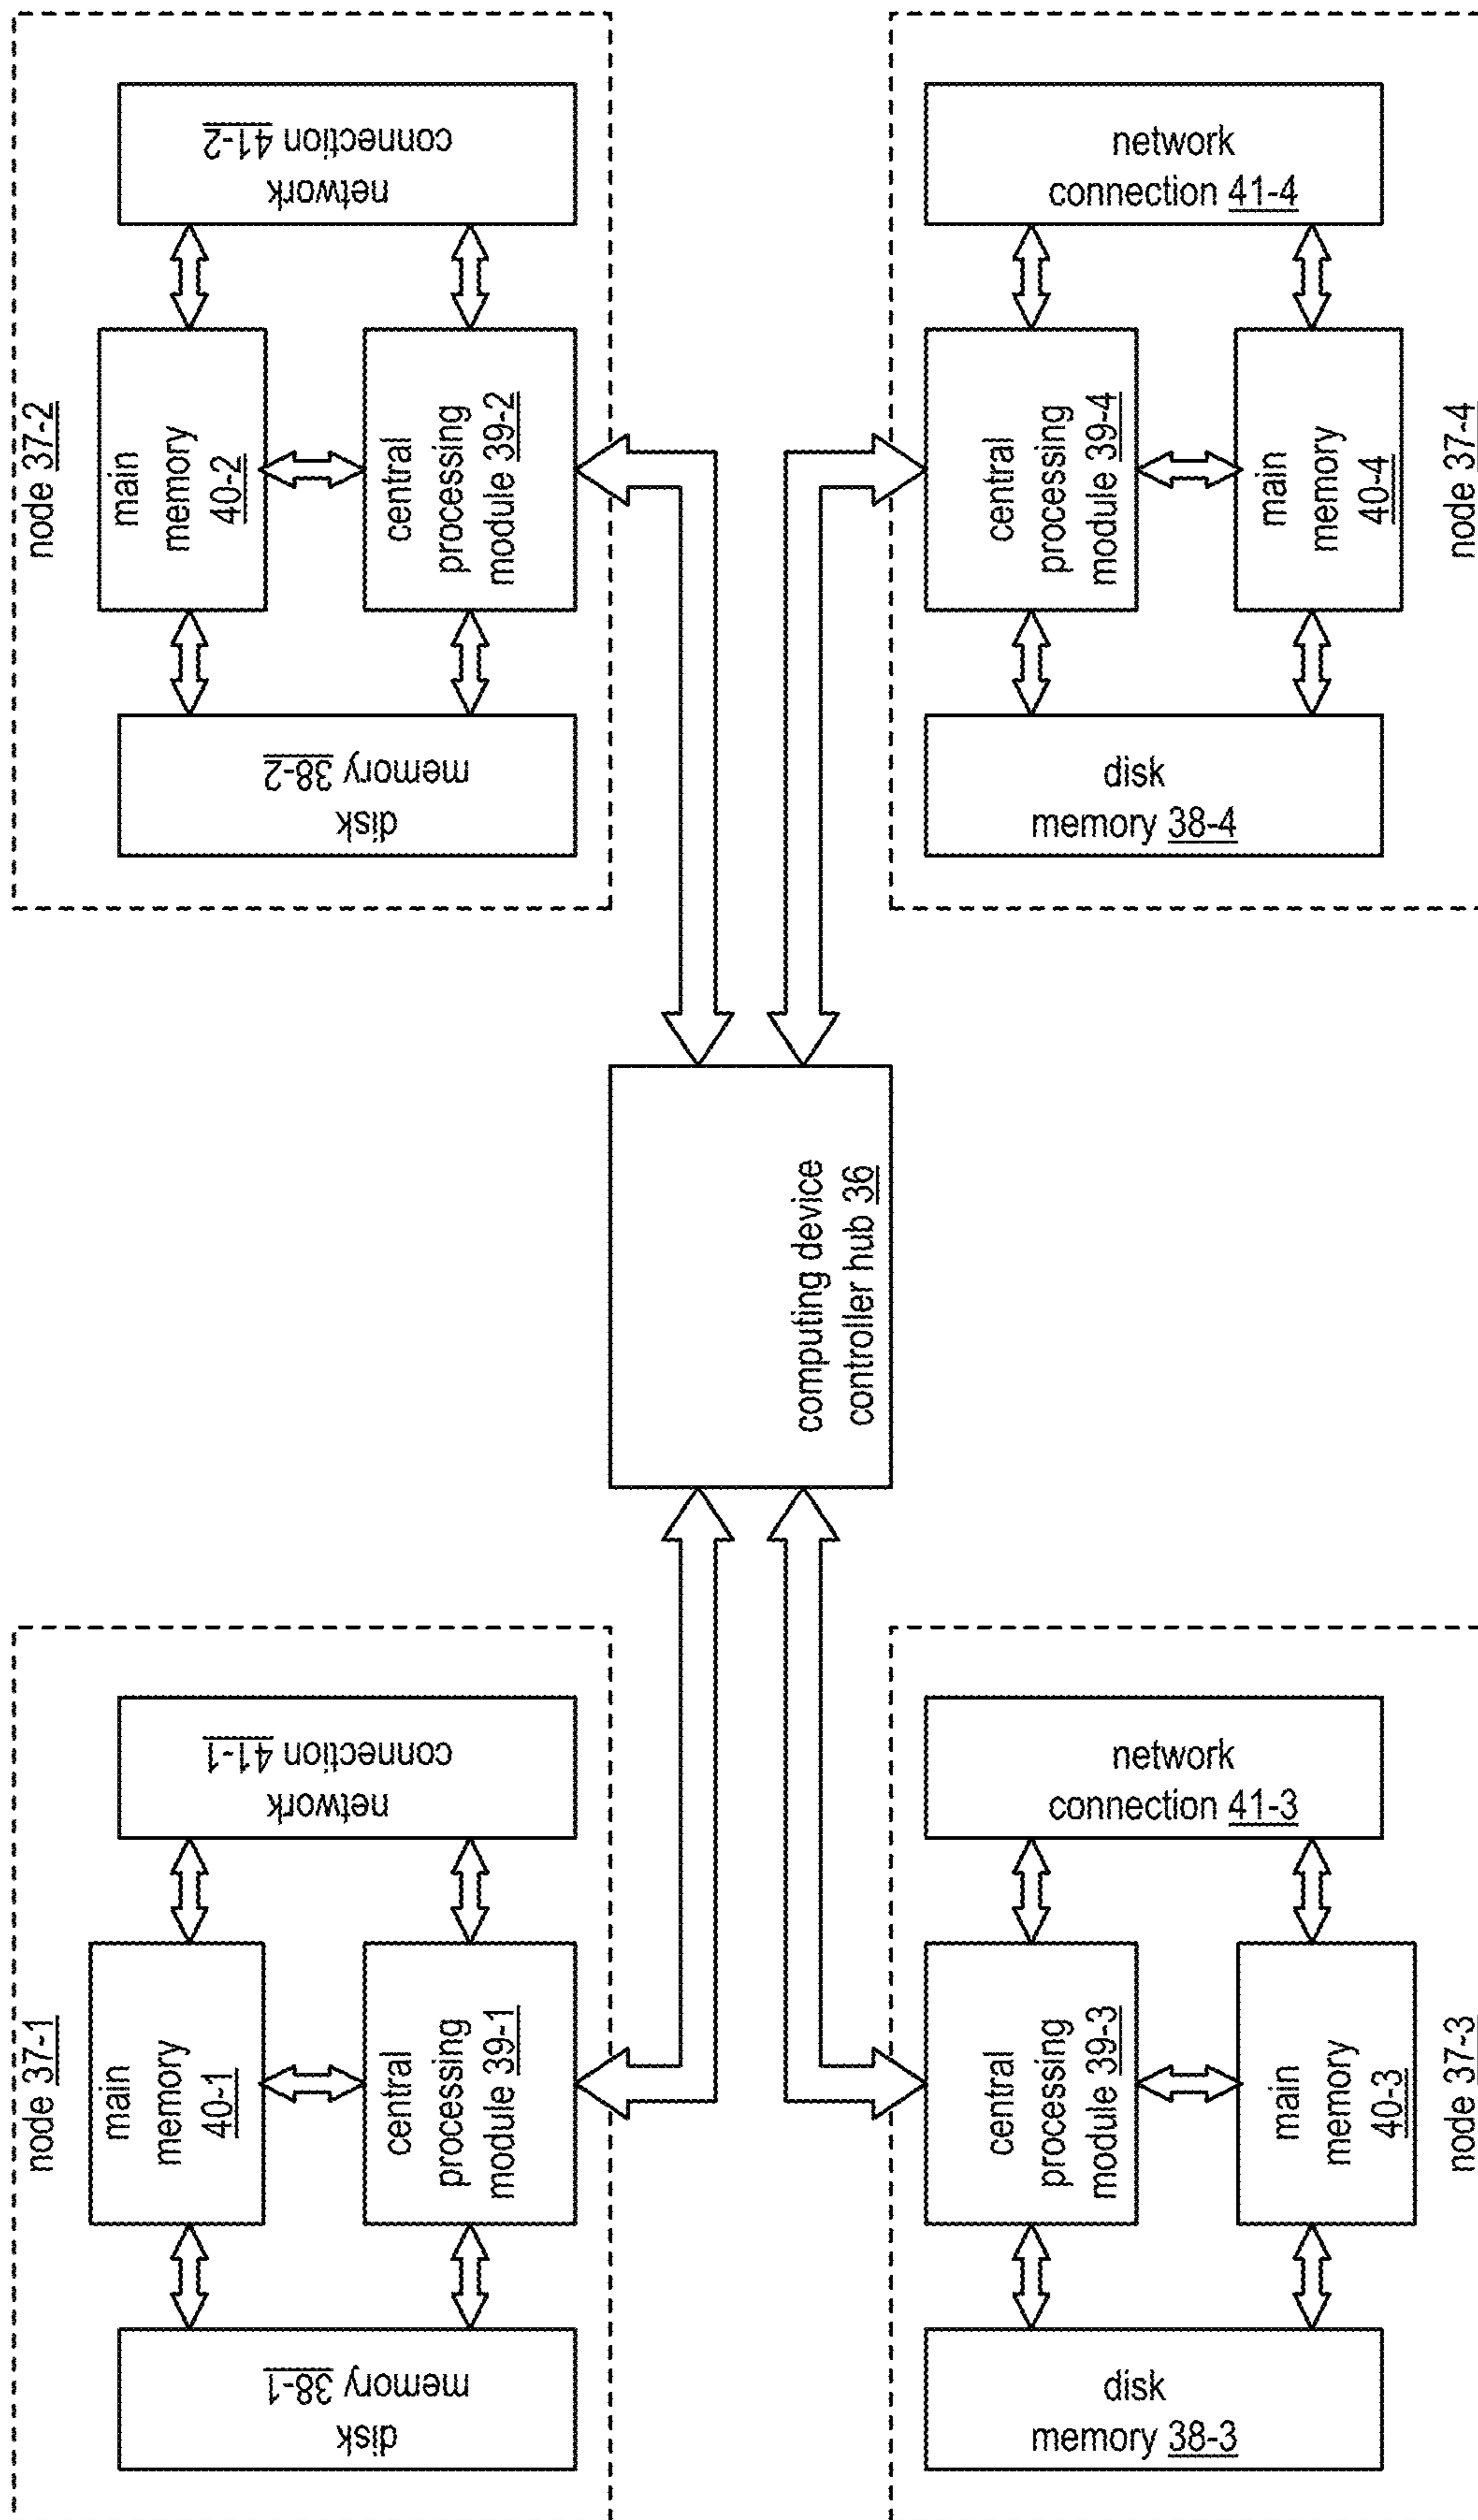 node 37-1
main
memory
40-1
central
processing
module 39-1
disk
memory 38-1
network
connection 41-1
node 37-2
main
memory
40-2
central
processing
module 39-2
disk
memory 38-2
network
connection 41-2
computing device
controller hub 36
central
processing
module 39-3
main
memory
40-3
disk
memory 38-3
network
connection 41-3
node 37-3
central
processing
module 39-4
main
memory
40-4
disk
memory 38-4
network
connection 41-4
node 37-4